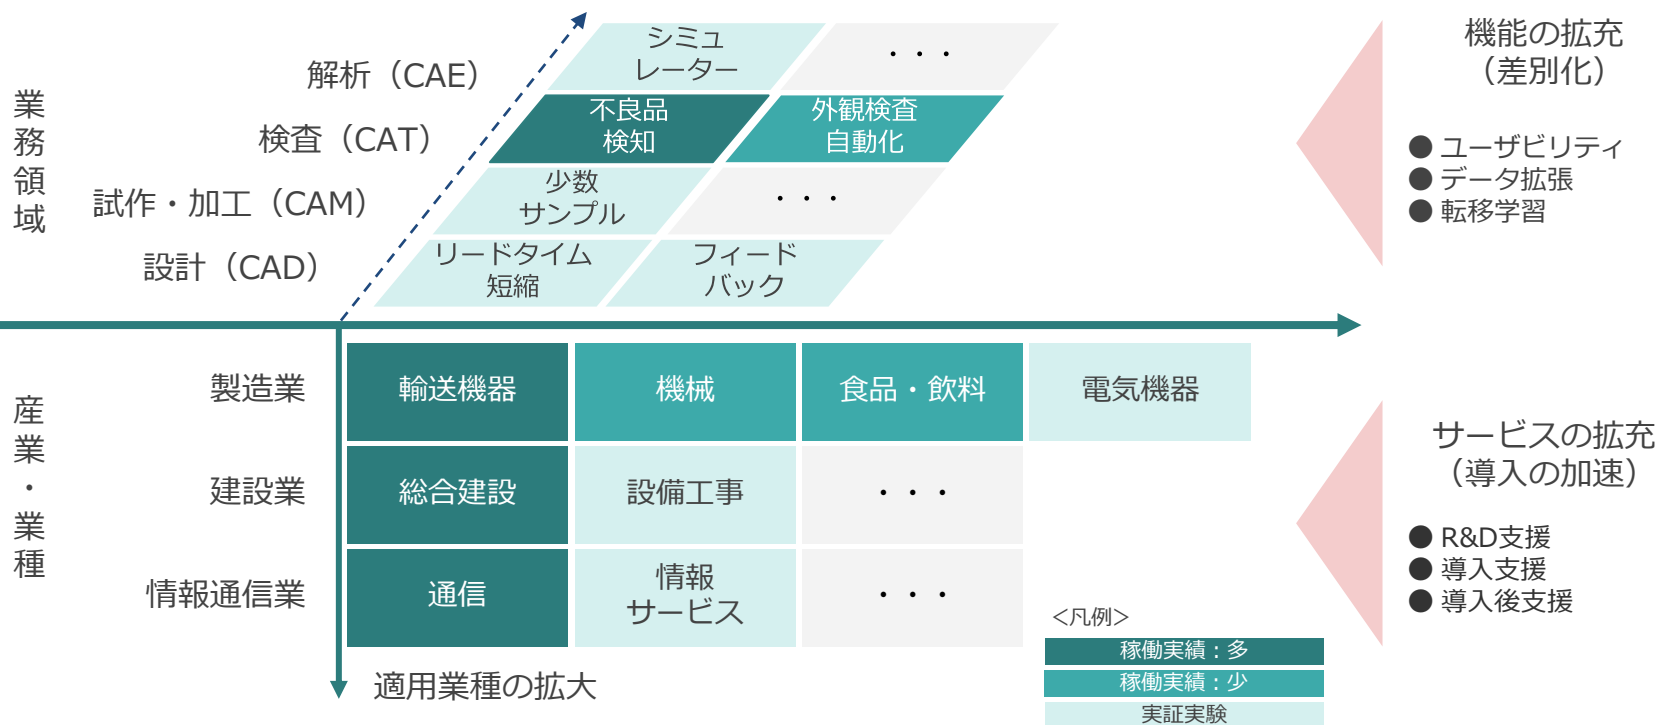 業務領域
解析（CAE）
シミュ
レーター
・・・
検査（CAT）
不良品
検知
外観検査
自動化
試作・加工（CAM）
少数
サンプル
・・・
設計（CAD）
リードタイム
短縮
フィード
バック
機能の拡充
（差別化）
● ユーザビリティ
● データ拡張
● 転移学習
産業・業種
製造業
輸送機器
機械
食品・飲料
電気機器
建設業
総合建設
設備工事
・・・
情報通信業
通信
情報
サービス
・・・
適用業種の拡大
サービスの拡充
（導入の加速）
● R&D支援
● 導入支援
● 導入後支援
＜凡例＞
稼働実績：多
稼働実績：少
実証実験